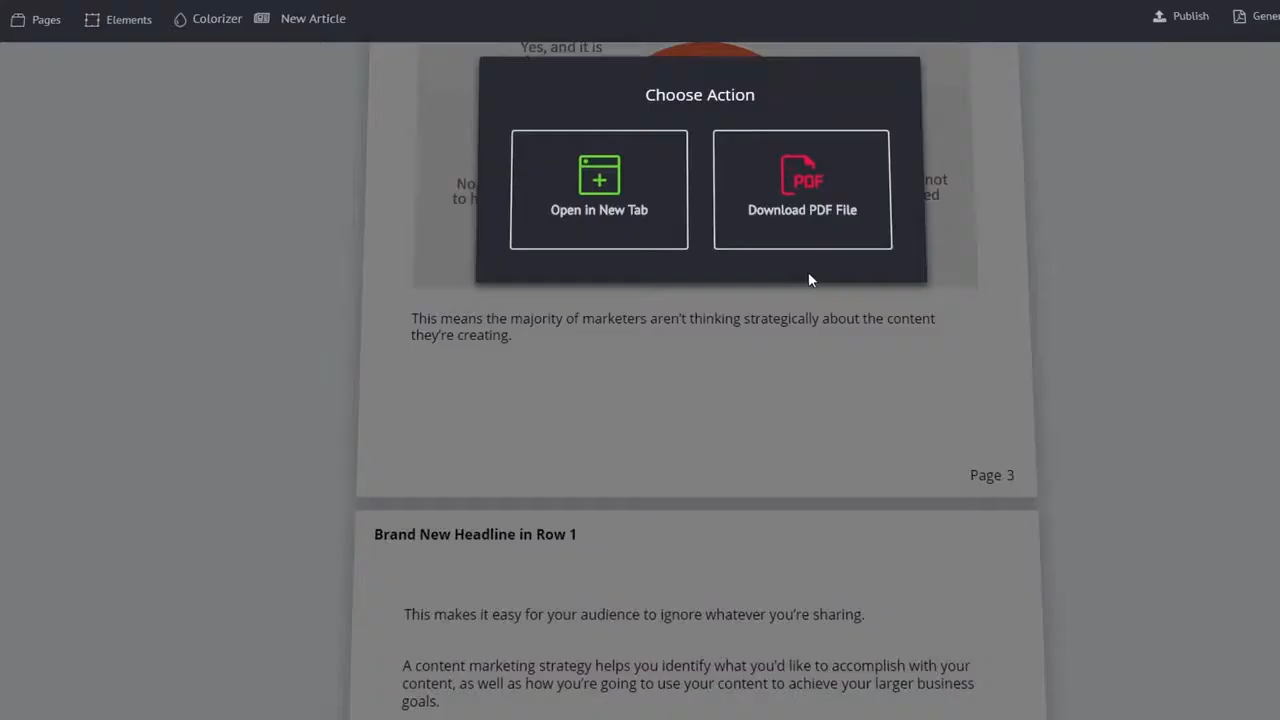 Pages Elements Colorizer New Article Publish
Yes, and it is
Choose Action
No
not
to h
ed
PDF
Open in New Tab Download PDF File
This means the majority of marketers aren't thinking strategically about the content
they're creating.
Page 3
Brand New Headline in Row 1
This makes it easy for your audience to ignore whatever you're sharing.
A content marketing strategy helps you identify what you'd like to accomplish with your
content, as well as how you're going to use your content to achieve your larger business
goals.